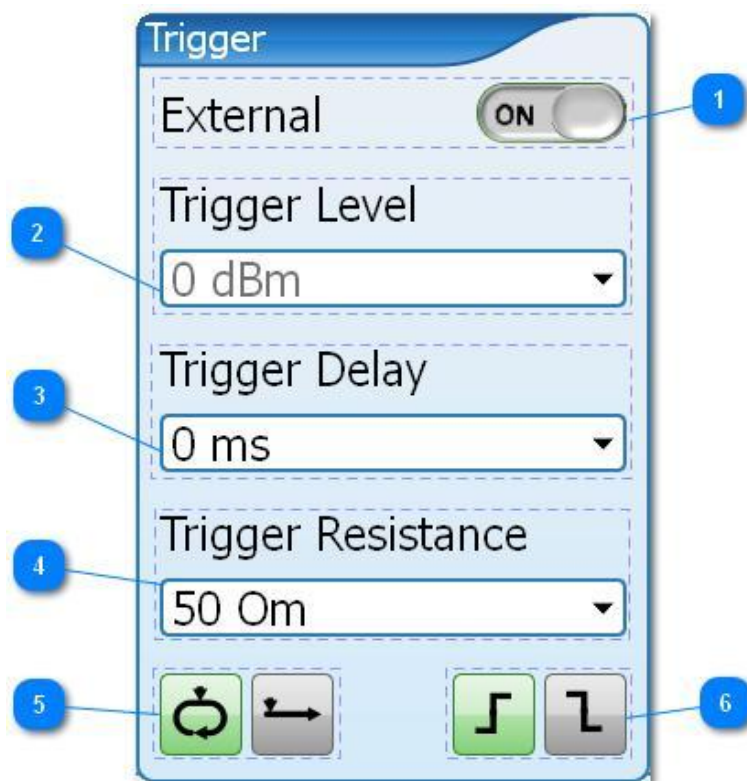 Trigger
External
ON
1
Trigger Level
2
0 dBm
Trigger Delay
3
0 ms
Trigger Resistance
4
50 Om
5
6